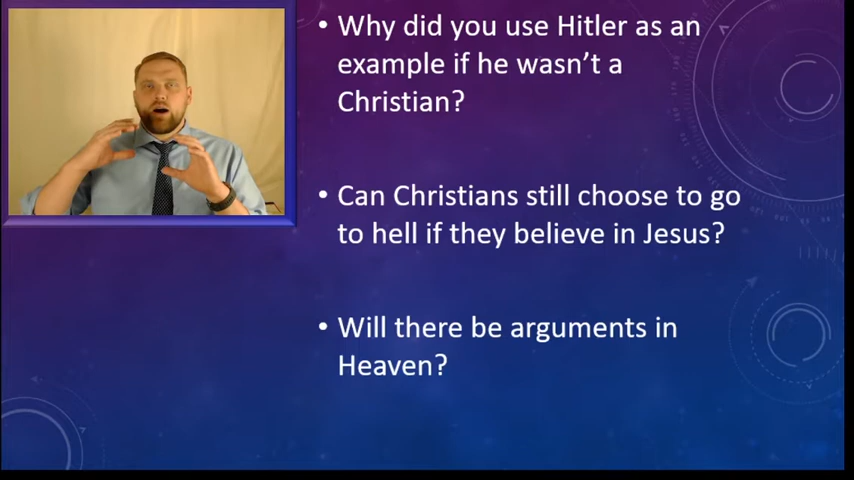 • Why did you use Hitler as an
example if he wasn't a
Christian?
• Can Christians still choose to go
to hell if they believe in Jesus?
• Will there be arguments in
Heaven?